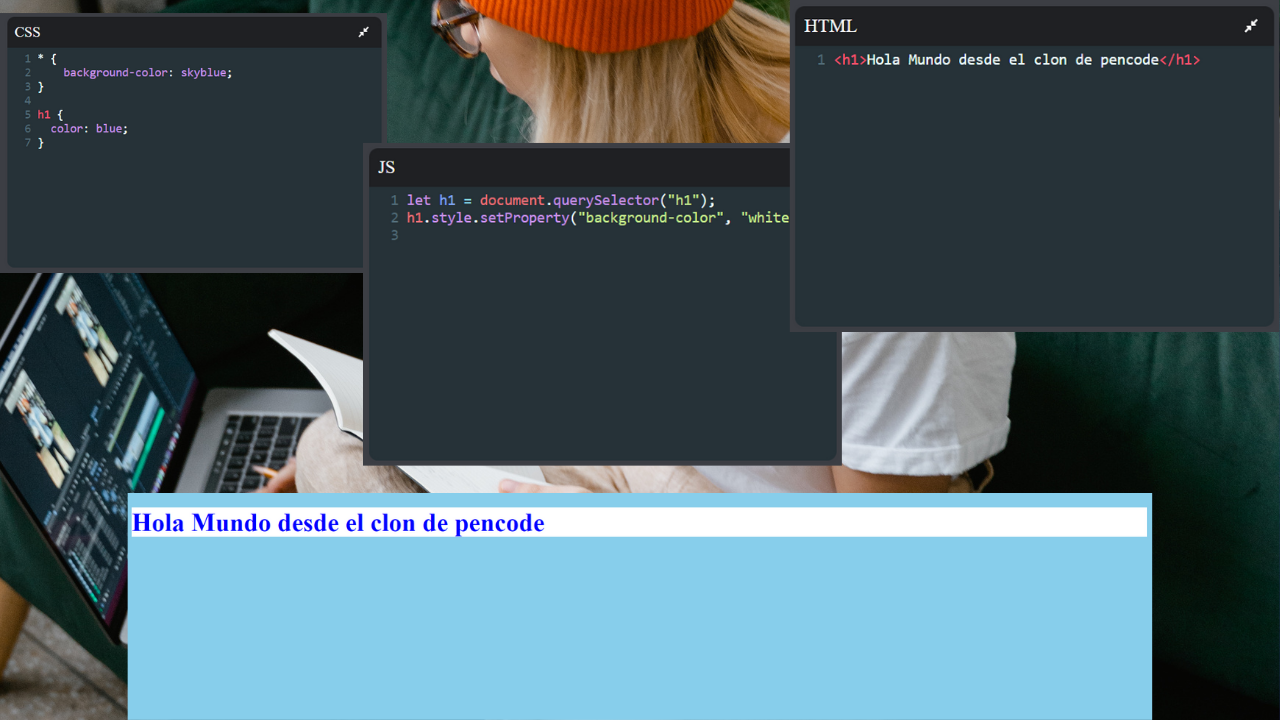 CSS
1 * {
2 background-color: skyblue;
3 }
4
5 h1 {
6 color: blue;
7 }
JS
1 let h1 = document.querySelector("h1");
2 h1.style.setProperty("background-color", "white
3
HTML
1 <h1>Hola Mundo desde el clon de pencode</h1>
Hola Mundo desde el clon de pencode